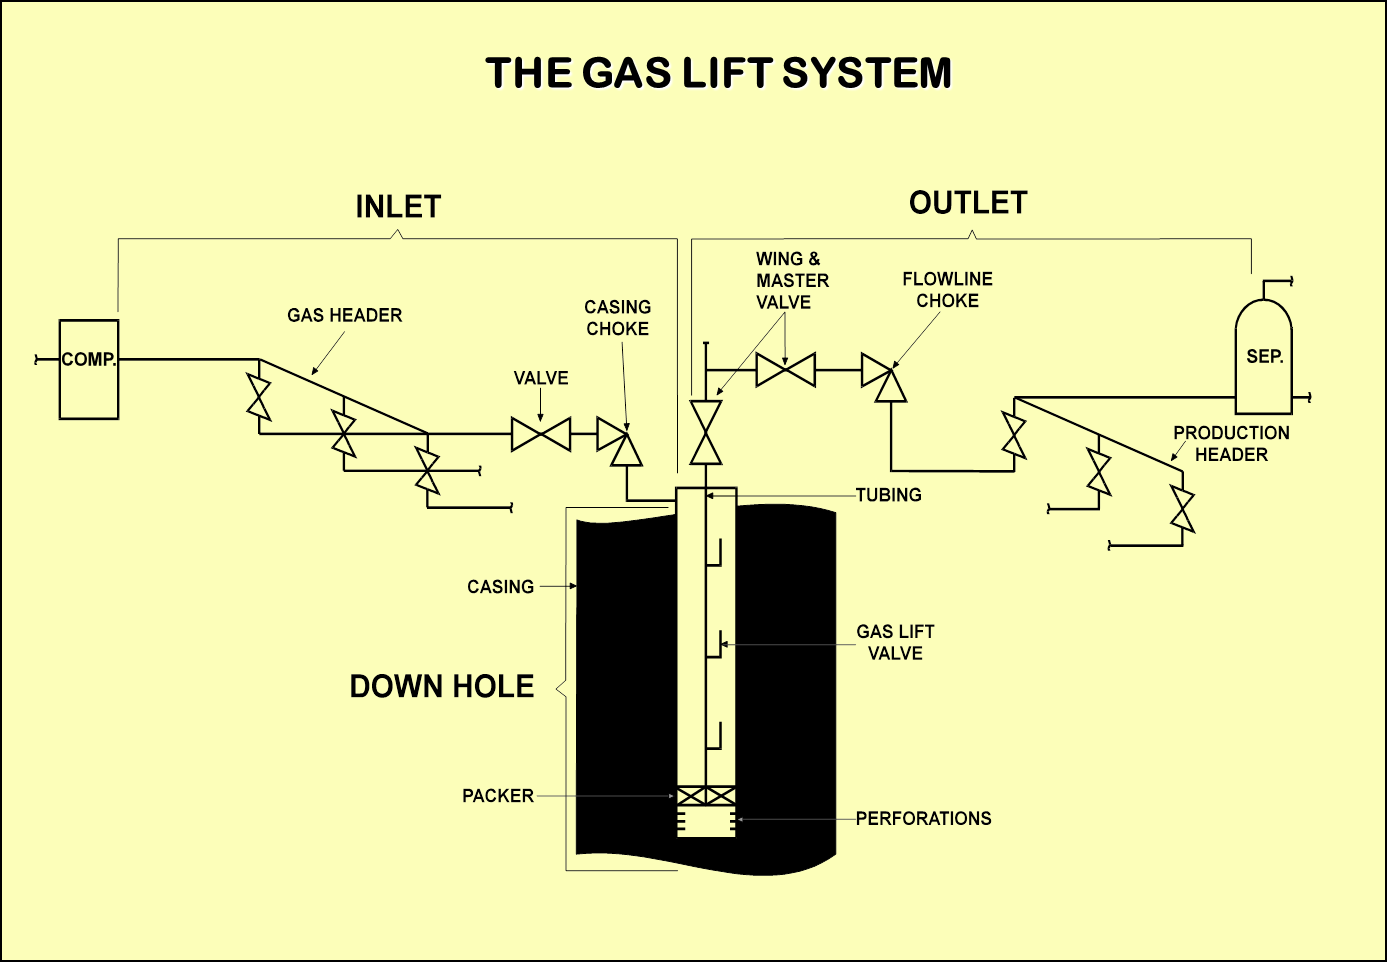 THE GAS LIFT SYSTEM
INLET
OUTLET
WING &
MASTER
VALVE
FLOWLINE
CHOKE
GAS HEADER
CASING
CHOKE
COMP.
VALVE
SEP.
PRODUCTION
HEADER
TUBING
CASING
GAS LIFT
VALVE
DOWN HOLE
PACKER
PERFORATIONS